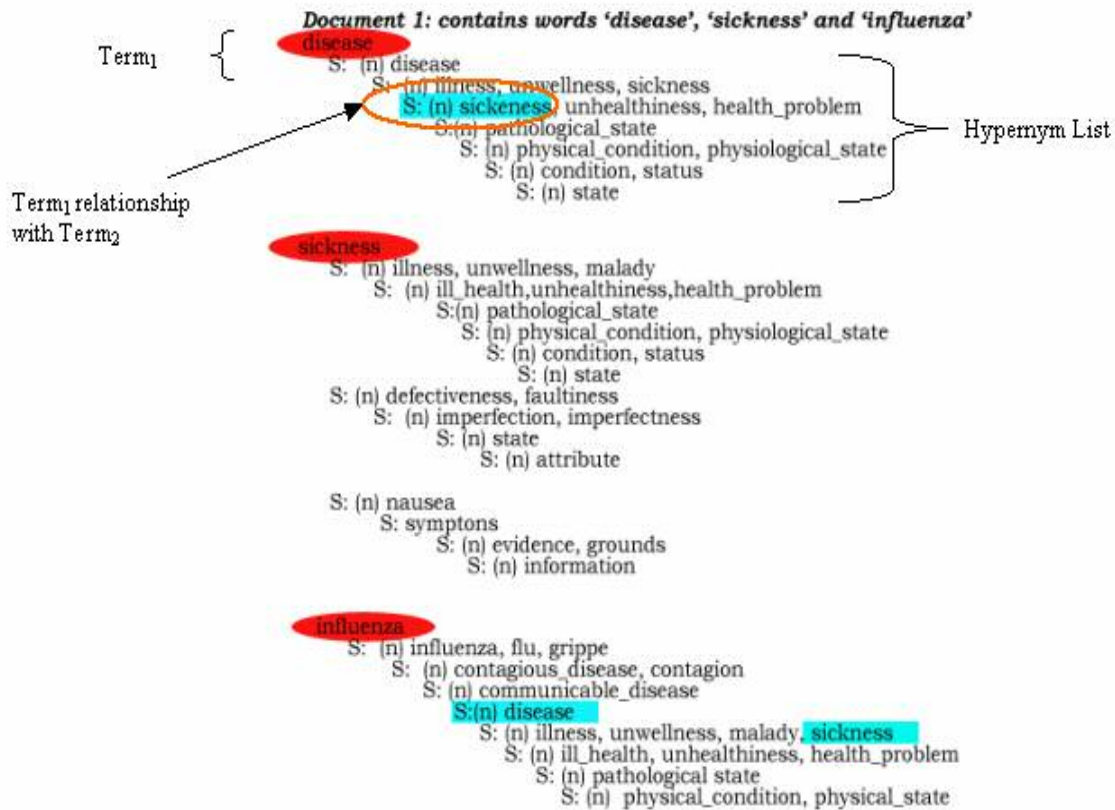 Document 1: contains words ‘disease’, ‘sickness’ and ‘influenza’
Term1
disease
S: (n) disease
S: (n) illness, unwellness, sickness
S: (n) sickeness, unhealthiness, health_problem
S:(n) pathological_state
S: (n) physical_condition, physiological_state
S: (n) condition, status
S: (n) state
Hypernym List
Term1 relationship
with Term2
sickness
S: (n) illness, unwellness, malady
S: (n) ill_health,unhealthiness,health_problem
S:(n) pathological_state
S: (n) physical_condition, physiological_state
S: (n) condition, status
S: (n) state
S: (n) defectiveness, faultiness
S: (n) imperfection, imperfectness
S: (n) state
S: (n) attribute
S: (n) nausea
S: symptons
S: (n) evidence, grounds
S: (n) information
influenza
S: (n) influenza, flu, grippe
S: (n) contagious_disease, contagion
S: (n) communicable_disease
S:(n) disease
S: (n) illness, unwellness, malady, sickness
S: (n) ill_health, unhealthiness, health_problem
S: (n) pathological state
S: (n) physical_condition, physical_state